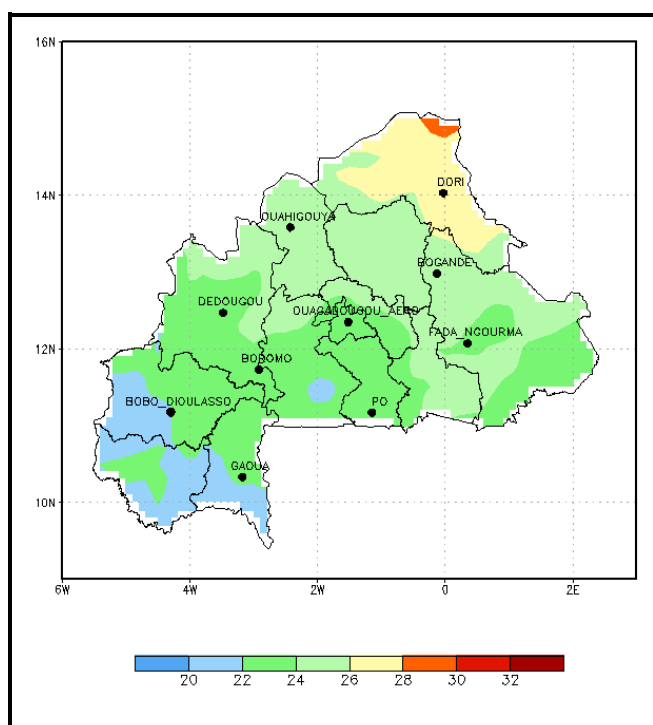 16N
DORI
14N
OUAHIGOUYA
BOGANDE
DEDOUGOU
OUAGADOUGOU_AERO
FADA_NGOURMA
12N
BOROMO
BOBO_DIOULASSO
PO
GAOUA
10N
6W 4W 2W 0 2E
20 22 24 26 28 30 32